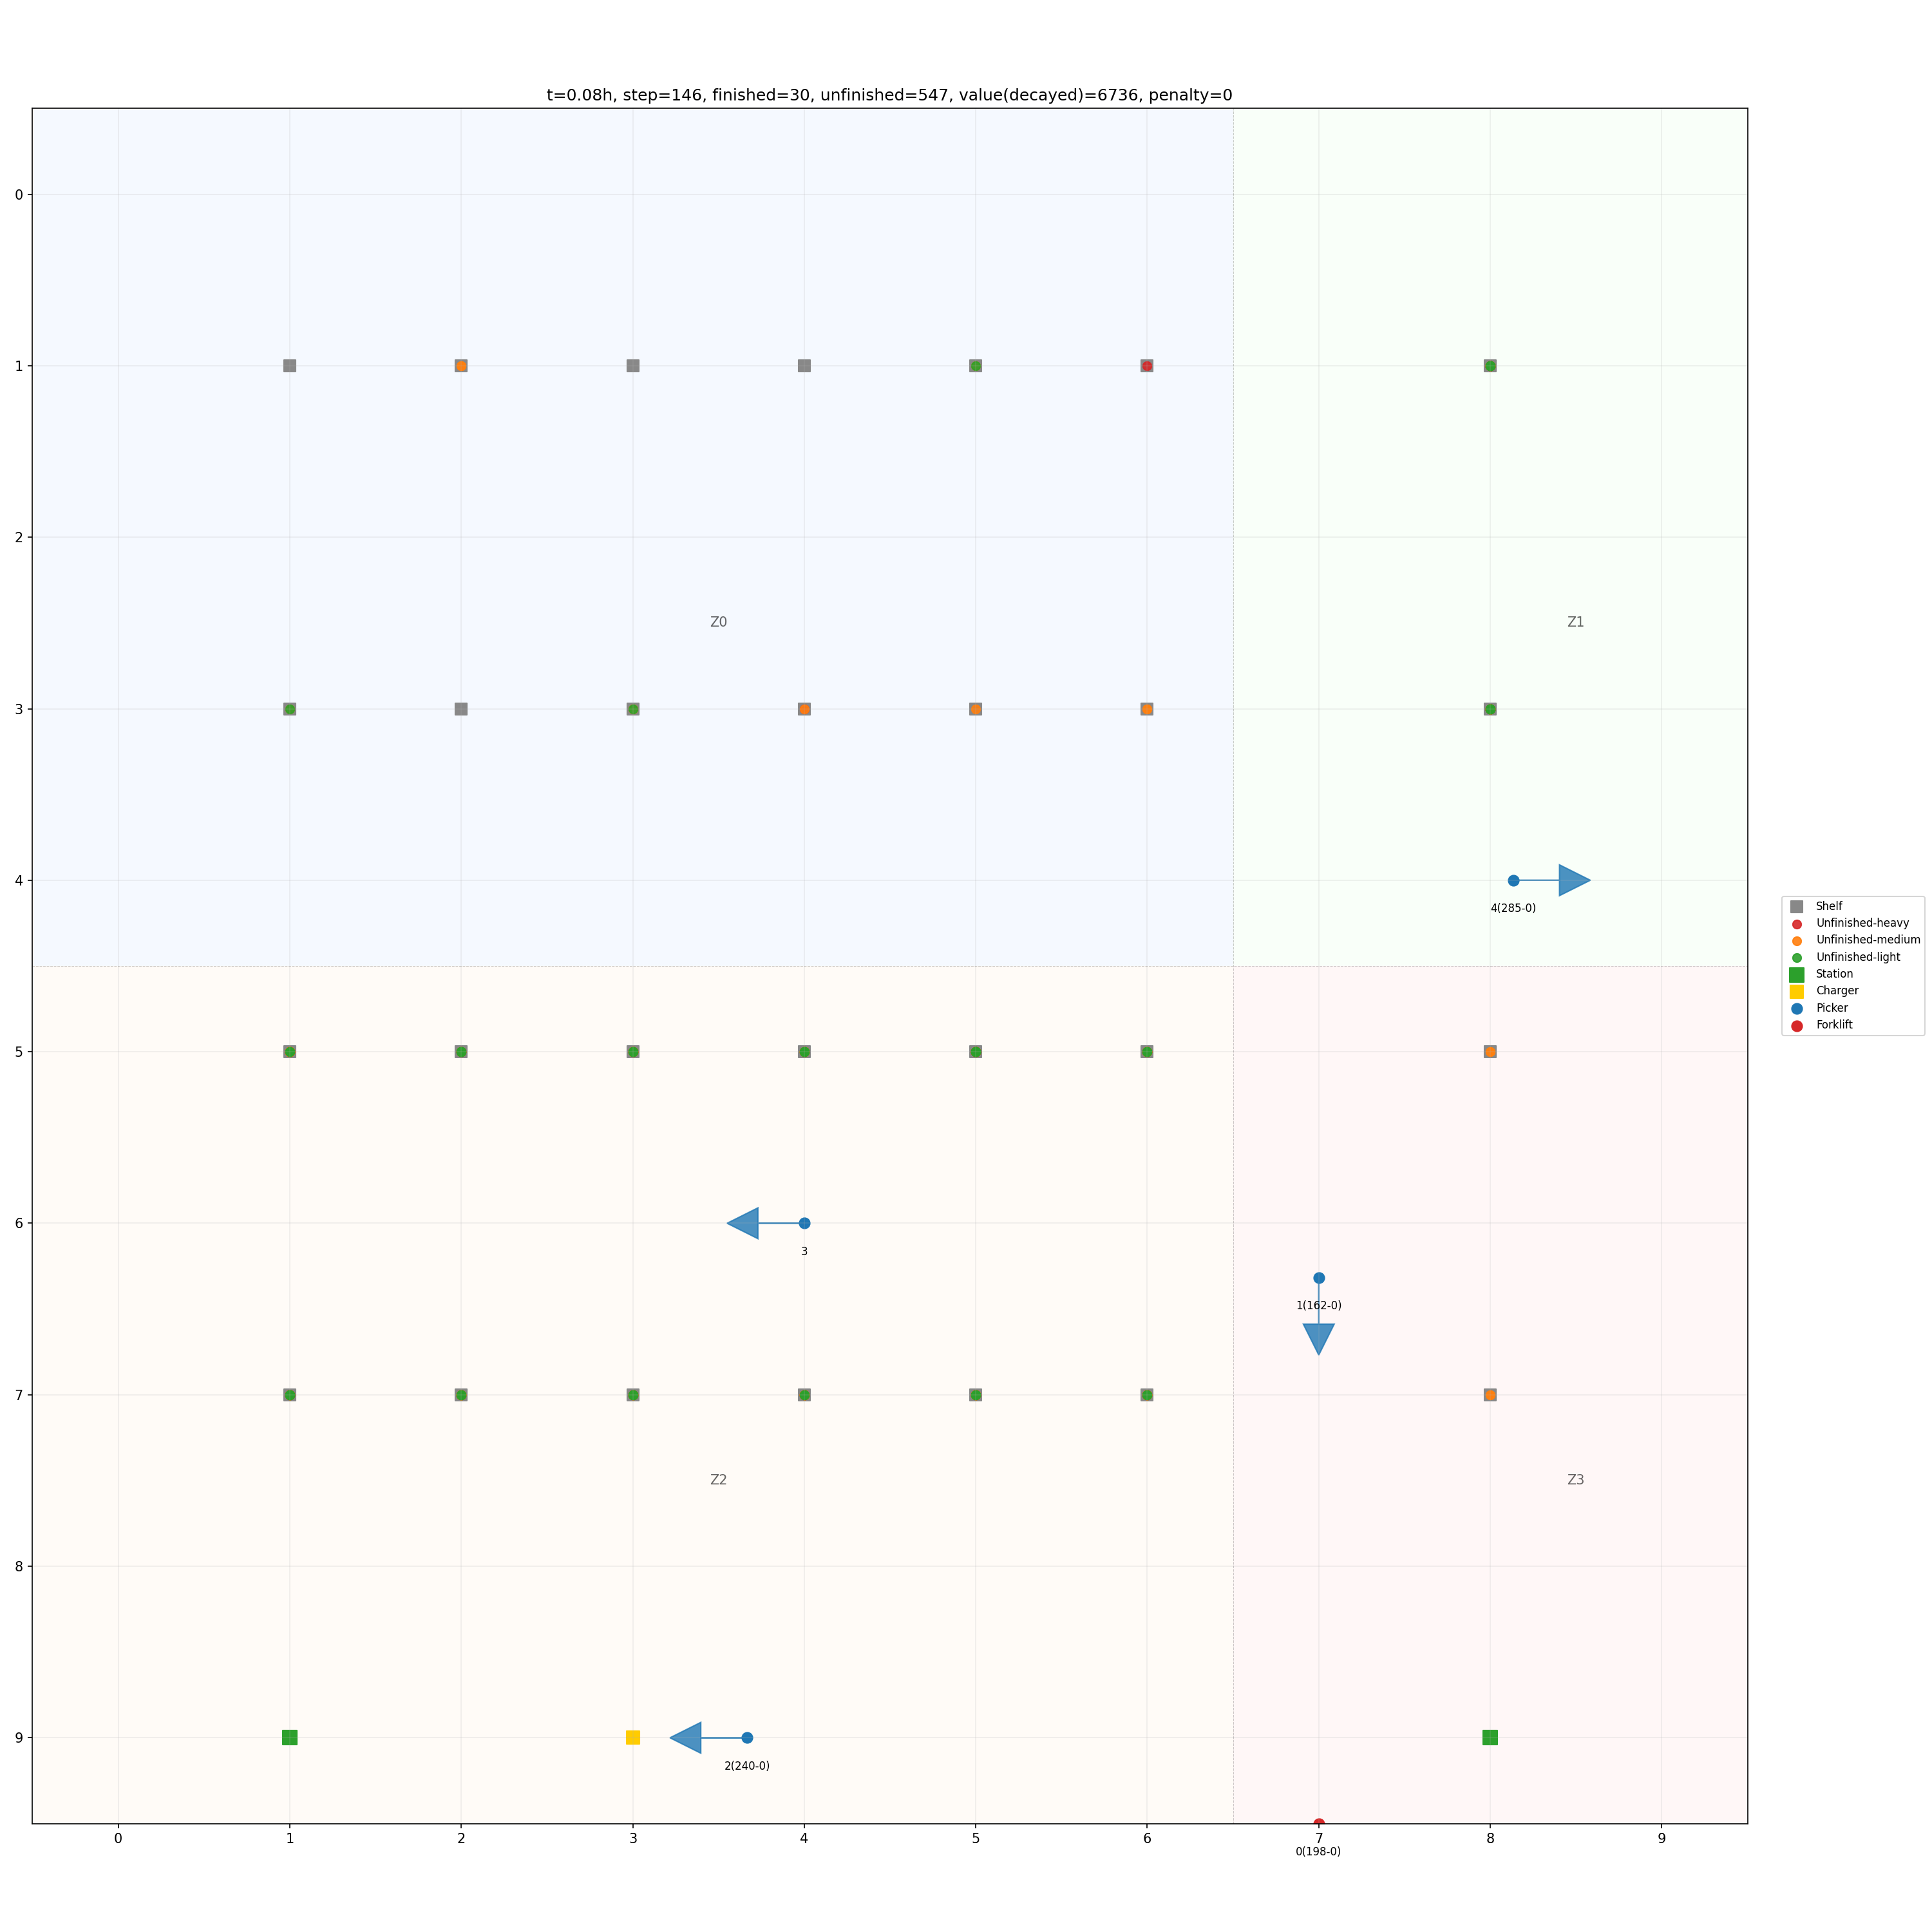 t=0.08h, step=146, finished=30, unfinished=547, value(decayed)=6736, penalty=0
0
1
2
Z0
Z1
3
4
4(285-0)
Shelf
Unfinished-heavy
Unfinished-medium
Unfinished-light
Station
Charger
Picker
Forklift
5
6
3
1(162-0)
7
Z2
Z3
8
9
2(240-0)
0 1 2 3 4 5 6 7 8 9
0(198-0)